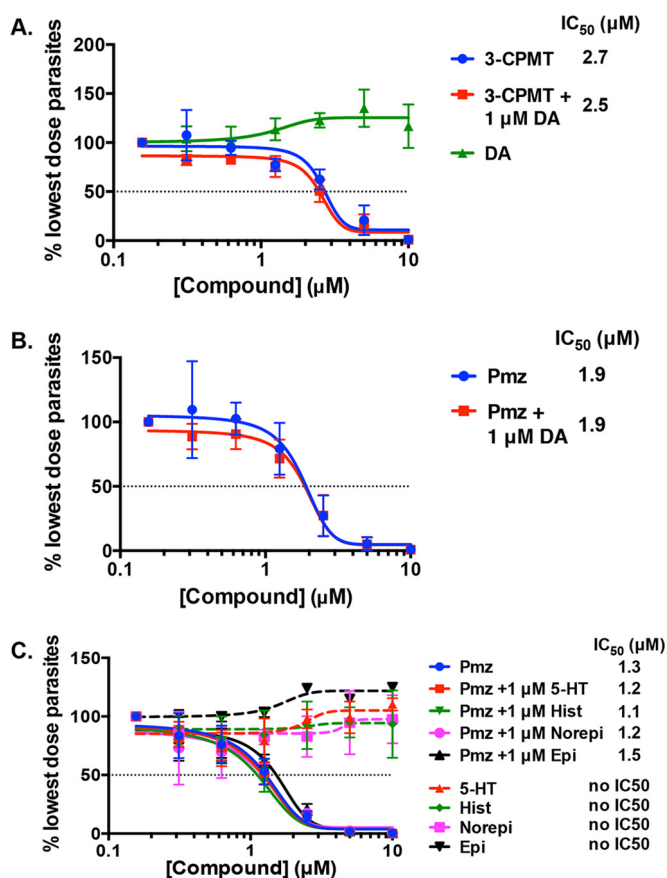 A.
IC50 (µM)
3-CPMT 2.7
3-CPMT +
1 µM DA 2.5
DA
% lowest dose parasites
200
150
100
50
0
0.1 1 10
[Compound] (µM)
B.
IC50 (µM)
Pmz 1.9
Pmz +
1 µM DA 1.9
% lowest dose parasites
150
100
50
0
0.1 1 10
[Compound] (µM)
C.
IC50 (µM)
Pmz 1.3
Pmz +1 µM 5-HT 1.2
Pmz +1 µM Hist 1.1
Pmz +1 µM Norepi 1.2
Pmz +1 µM Epi 1.5
5-HT no IC50
Hist no IC50
Norepi no IC50
Epi no IC50
% lowest dose parasites
150
100
50
0
0.1 1 10
[Compound] (µM)